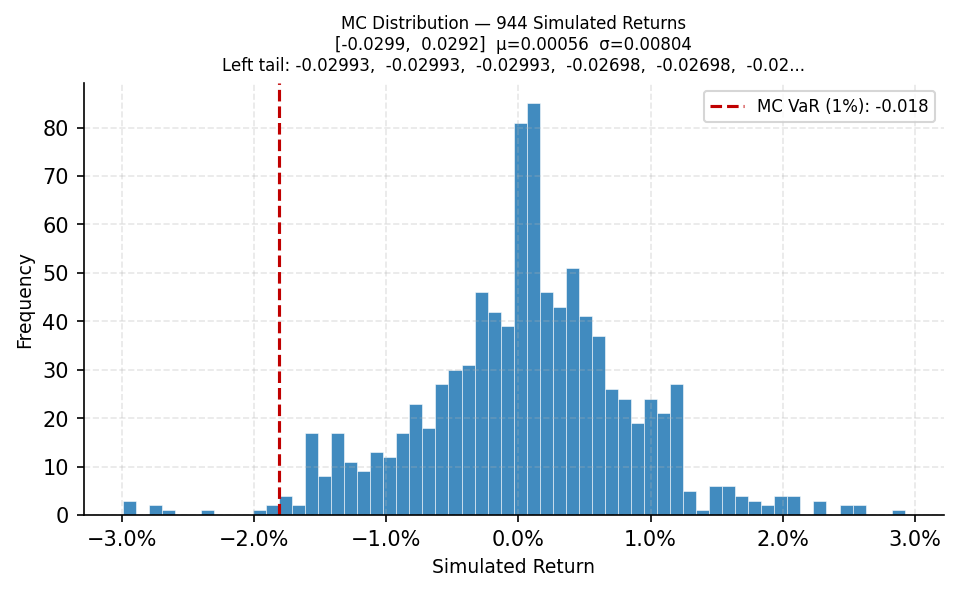 MC Distribution — 944 Simulated Returns
[-0.0299,  0.0292]  μ=0.00056  σ=0.00804
Left tail: -0.02993,  -0.02993,  -0.02993,  -0.02698,  -0.02698,  -0.02...
MC VaR (1%): -0.018
80
70
60
50
40
30
20
10
0
Frequency
−3.0% −2.0% −1.0% 0.0% 1.0% 2.0% 3.0%
Simulated Return